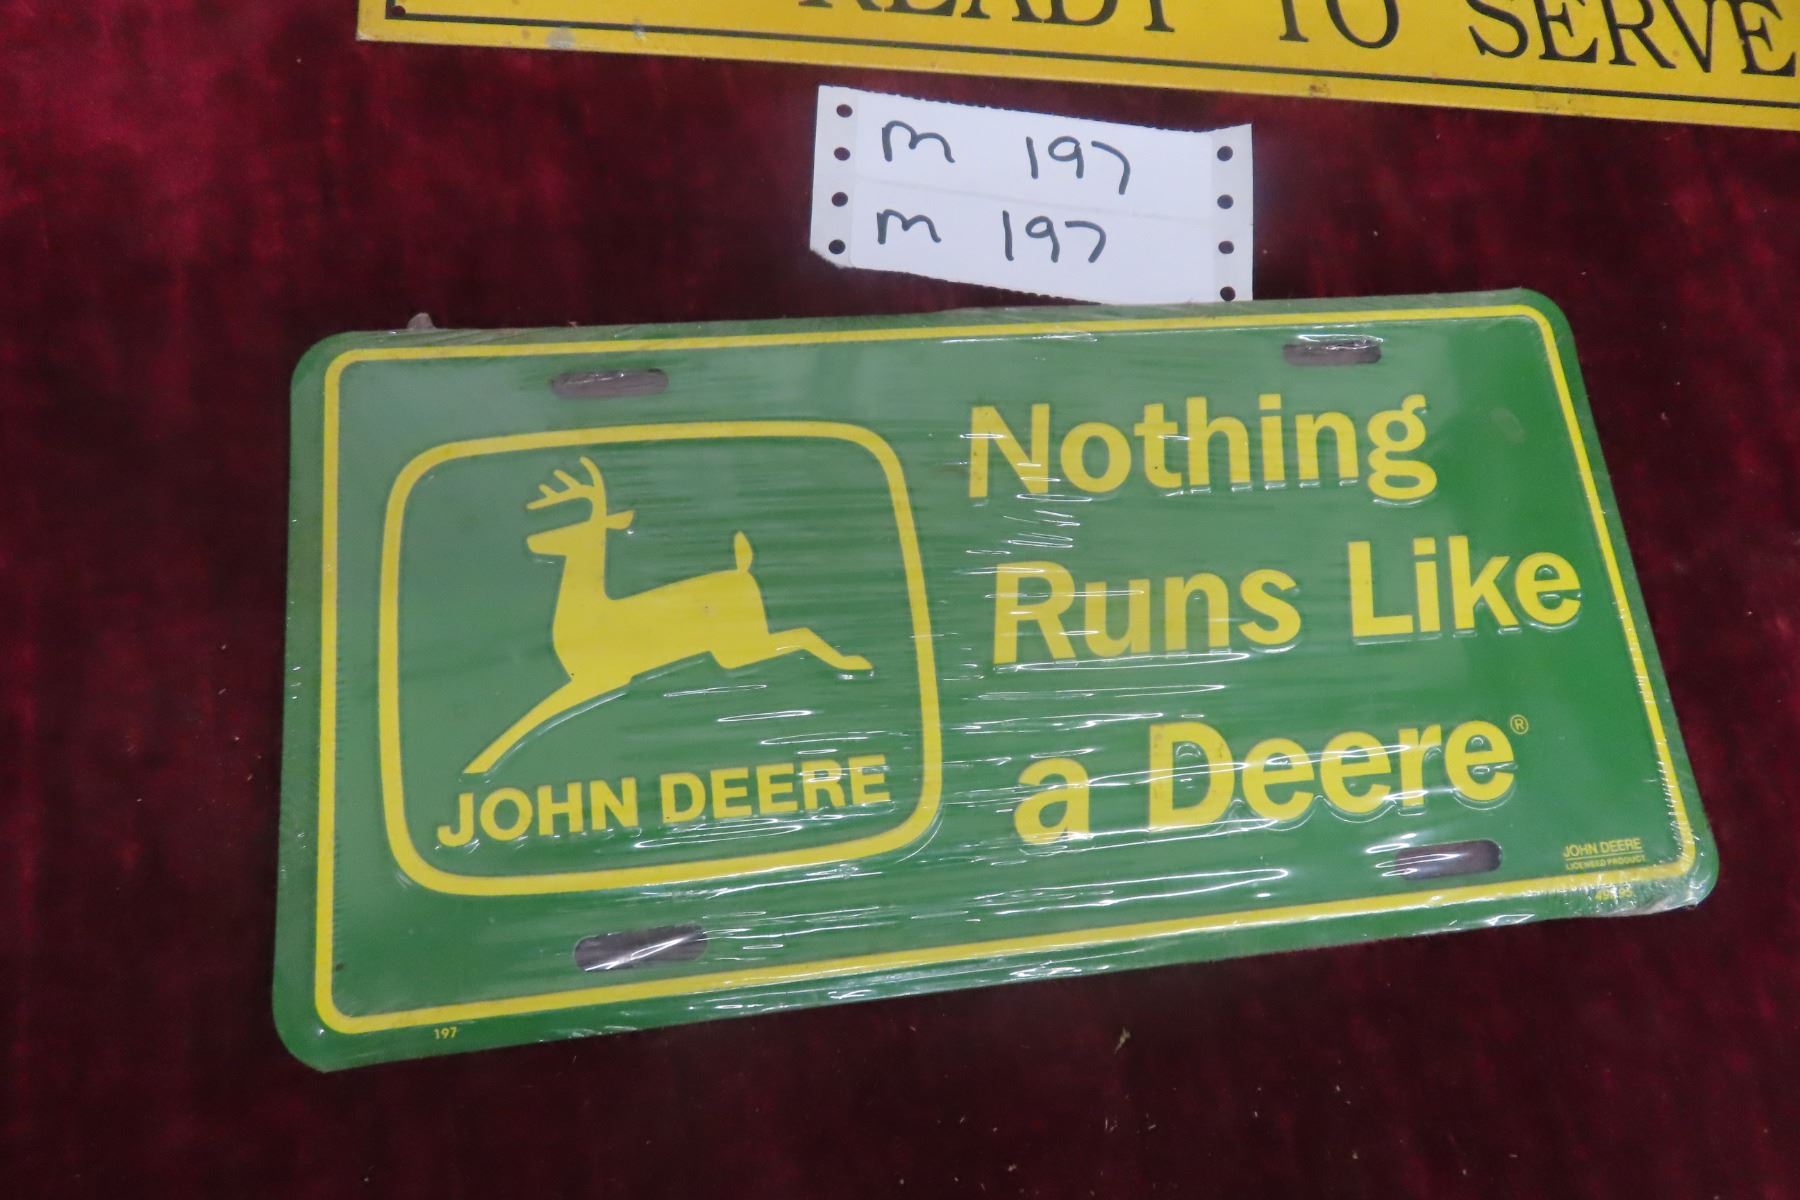 READY TO SERVE
m 197
m 197
Nothing
Runs Like
a Deere®
JOHN DEERE
JOHN DEERE
LICENSED PRODUCT
197